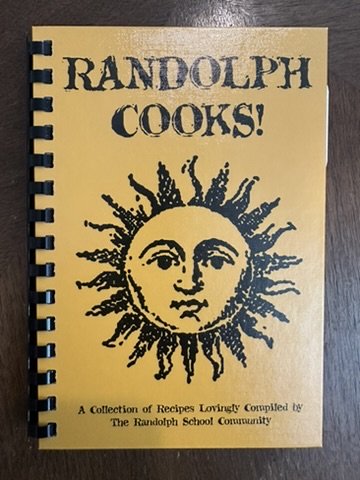 RANDOLPH
COOKS!
A Collection of Recipes Lovingly Compiled by
The Randolph School Community